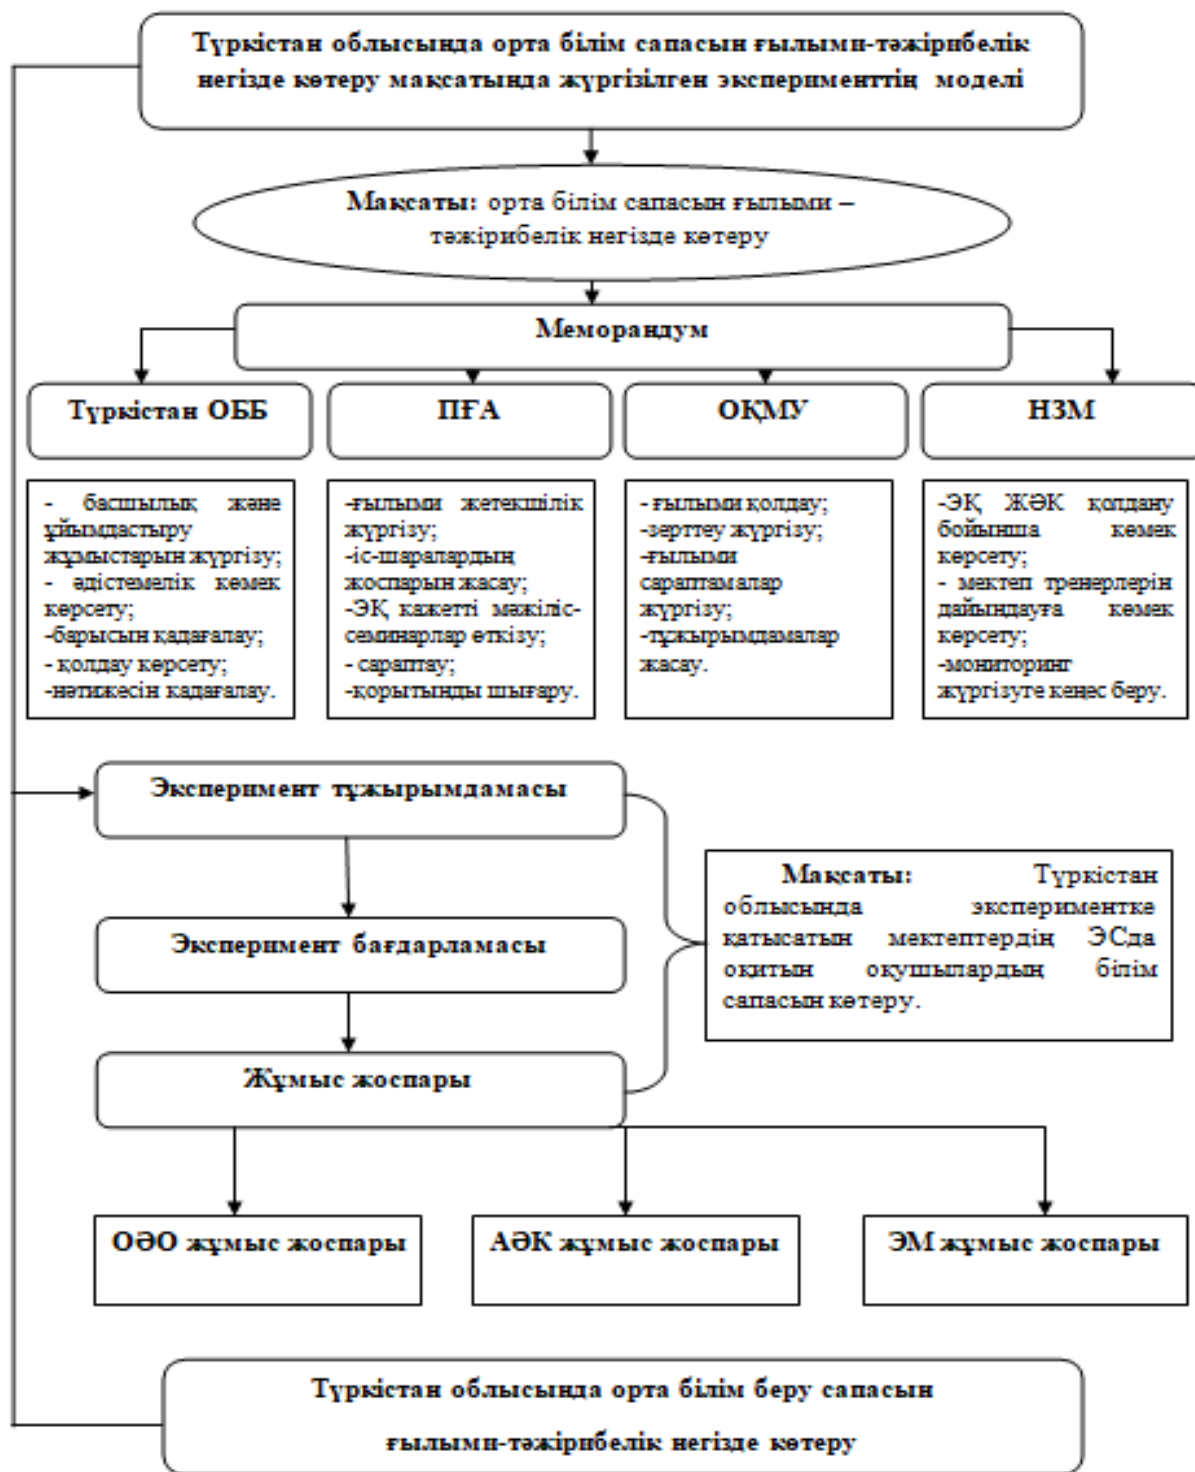 Түркістан облысында орта білім сапасын ғылыми-тәжірибелік
негізде көтеру мақсатында жүргізілген эксперименттің моделі
Мақсаты: орта білім сапасын ғылыми –
тәжірибелік негізде көтеру
Меморандум
Түркістан ОББ
ПҒА
ОҚМУ
НЗМ
- басшылық және
ұйымдастыру
жұмыстарын жүргізу;
- әдістемелік көмек
көрсету;
-барысын қадағалау;
- қолдау көрсету;
-нәтижесін қадағалау.
-ғылыми жетекшілік
жүргізу;
-іс-шаралардың
жоспарын жасау;
-ЭҚ кажетті мәжіліс-
семинарлар өткізу;
- сараптау;
-қорытынды шығару.
- ғылыми қолдау;
-зерттеу жүргізу;
-ғылыми
сараптамалар
жүргізу;
-тұжырымдамалар
жасау.
-ЭҚ ЖӘК қолдану
бойынша көмек
көрсету;
- мектеп тренерлерін
дайындауға көмек
көрсету;
-мониторинг
жүргізуге кеңес беру.
Эксперимент тұжырымдамасы
Эксперимент бағдарламасы
Жұмыс жоспары
Мақсаты: Түркістан
облысында экспериментке
қатысатын мектептердің ЭСда
оқитын оқушылардың білім
сапасын көтеру.
ОӘО жұмыс жоспары
АӘК жұмыс жоспары
ЭМ жұмыс жоспары
Түркістан облысында орта білім беру сапасын
ғылыми-тәжірибелік негізде көтеру